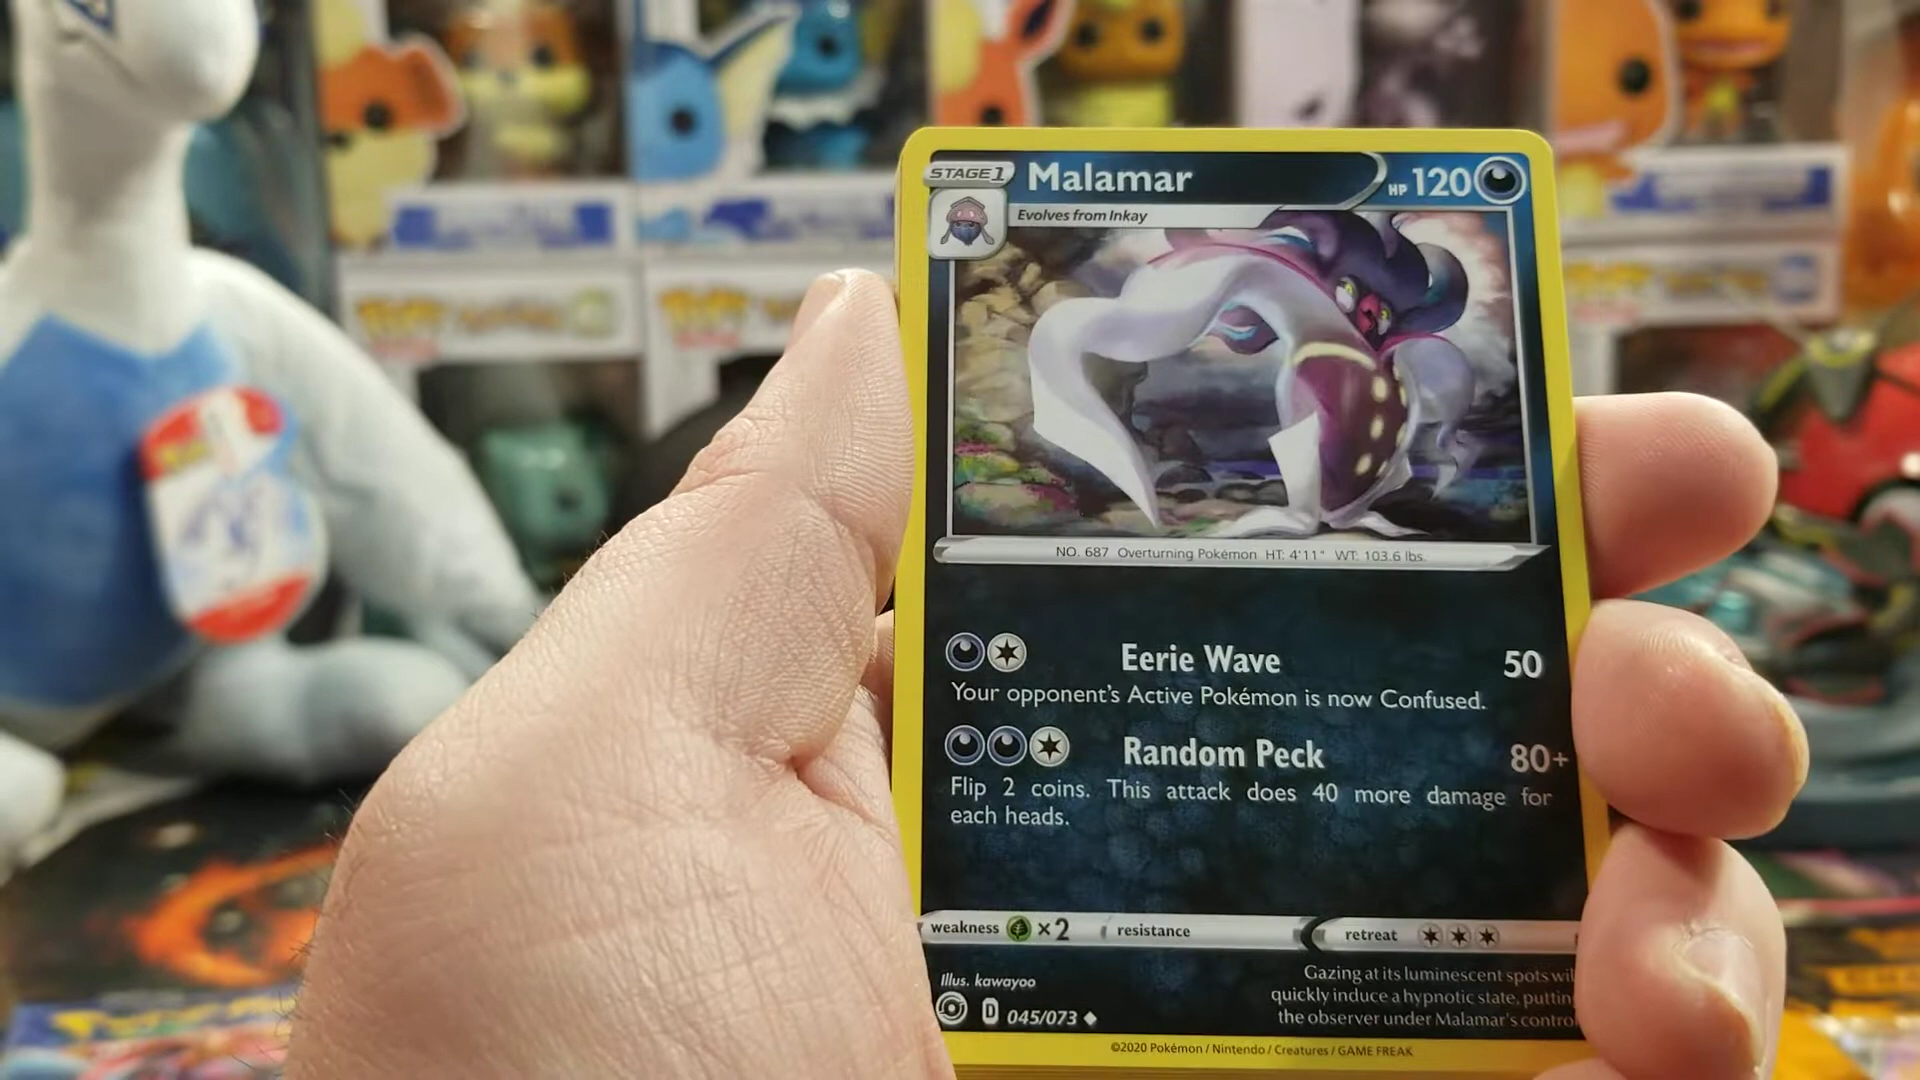 STAGE 1 Malamar HP 120
Evolves from Inkay
NO. 687 Overturning Pokémon HT: 4'11" WT: 103.6 lbs.
Eerie Wave 50
Your opponent's Active Pokémon is now Confused.
Random Peck 80+
Flip 2 coins. This attack does 40 more damage for
each heads.
weakness ×2 resistance retreat
Illus. kawayoo
D 045/073
Gazing at its luminescent spots wil
quickly induce a hypnotic state, puttin
the observer under Malamar's contro
©2020 Pokémon / Nintendo / Creatures / GAME FREAK